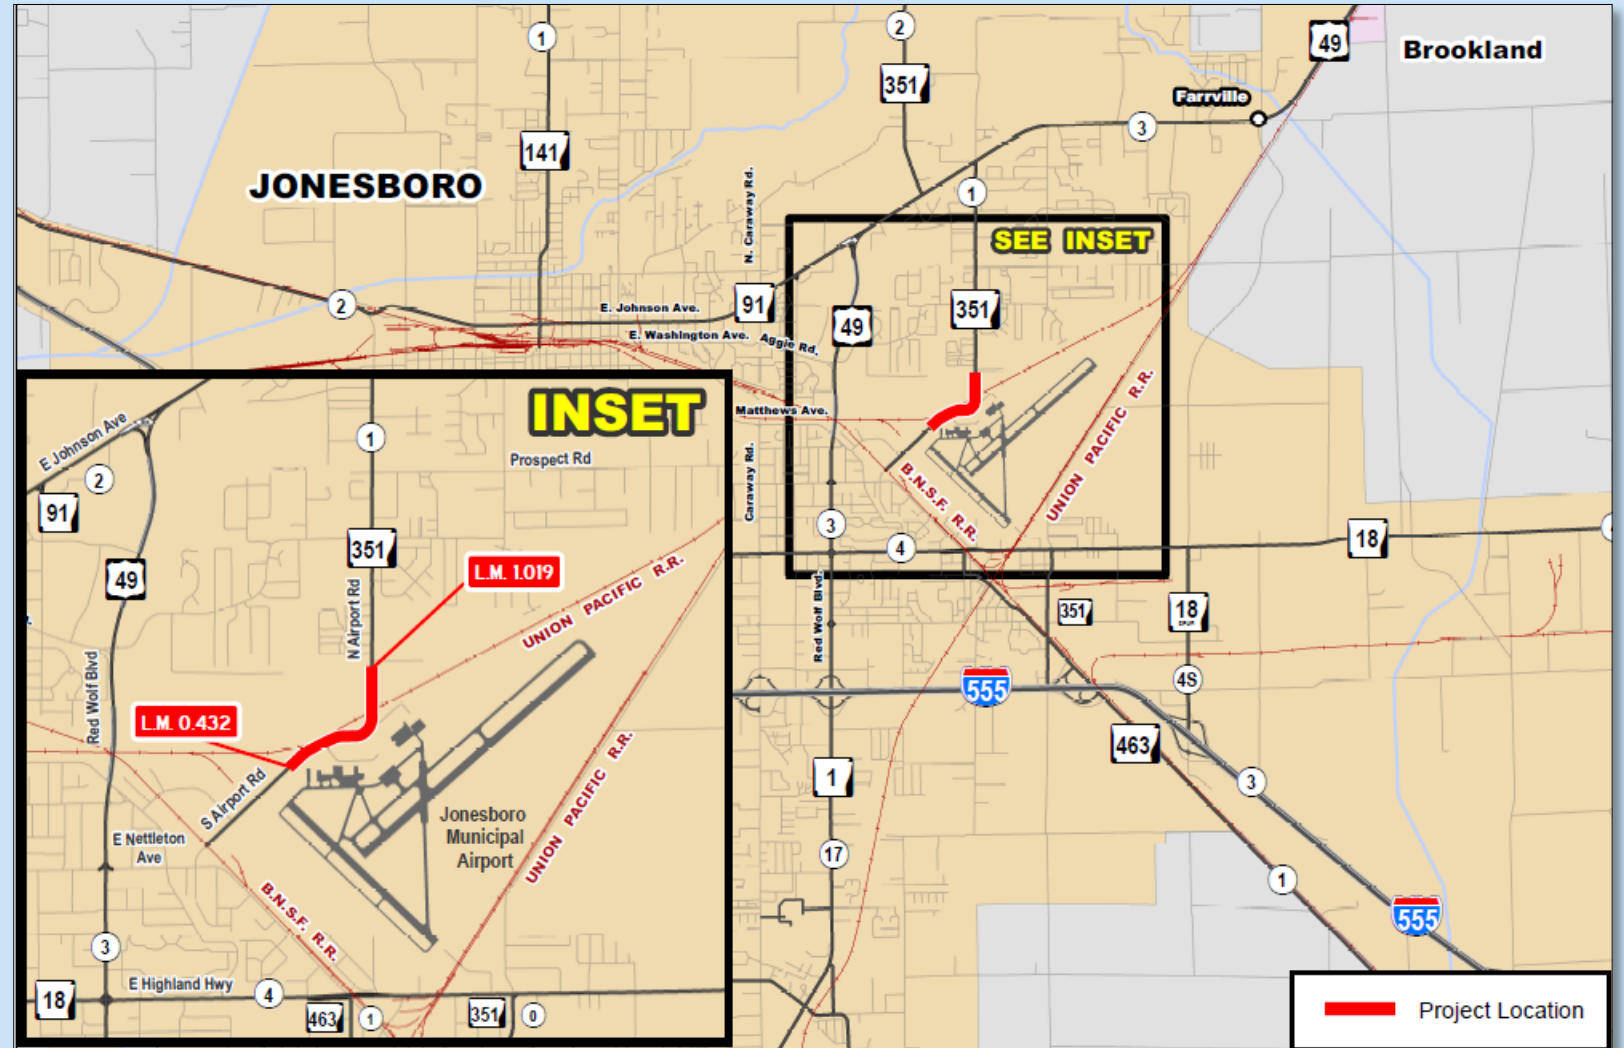 1
2
49
Brookland
351
Farrville
3
141
JONESBORO
N. Caraway Rd.
1
SEE INSET
2
E. Johnson Ave.
91
49
351
E. Washington Ave.
Aggie Rd.
Matthews Ave.
UNION PACIFIC R.R.
B.N.S.F. R.R.
Caraway Rd.
3
4
18
Red Wolf Blvd.
351
18
SPUR
4S
555
463
3
1
17
1
555
Project Location
INSET
E Johnson Ave
1
2
Prospect Rd
91
351
49
L.M. 1.019
N Airport Rd
UNION PACIFIC R.R.
Red Wolf Blvd
L.M. 0.432
S Airport Rd
UNION PACIFIC R.R.
Jonesboro
Municipal
Airport
E Nettleton
Ave
B.N.S.F. R.R.
3
E Highland Hwy
18
4
463
1
351
0